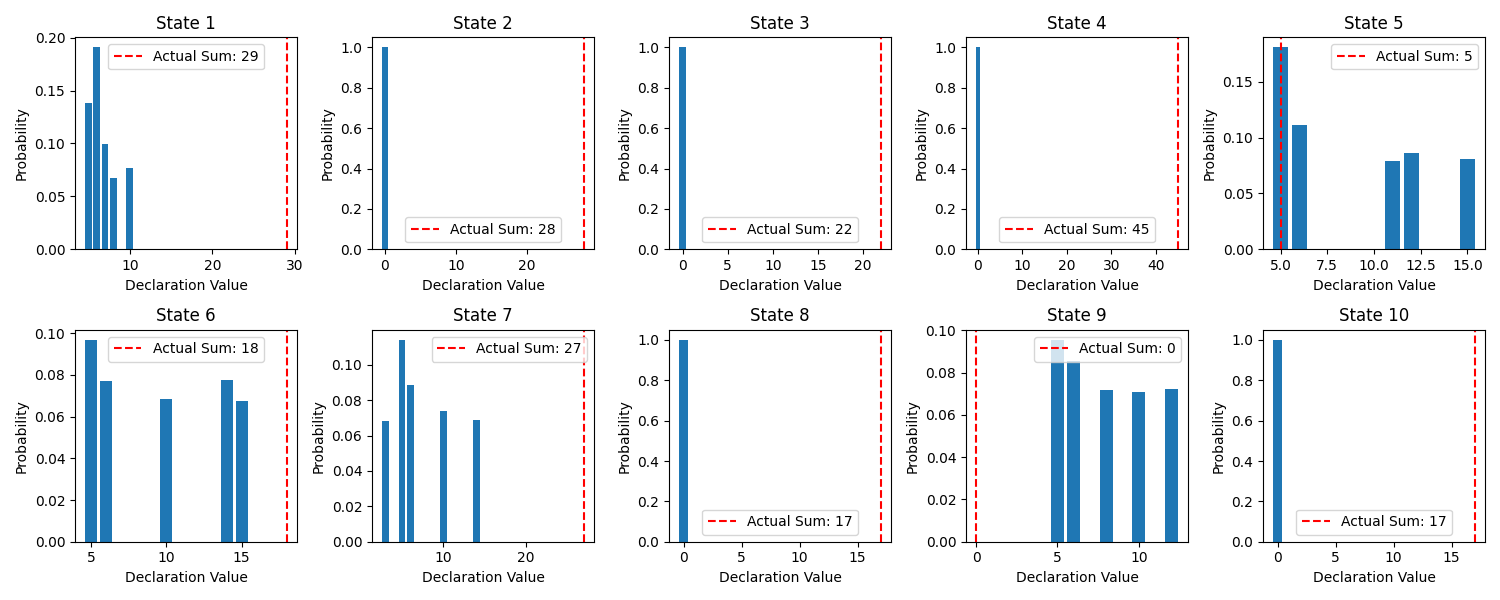 State 1
State 2
State 3
State 4
State 5
Probability
0.20
0.15
0.10
0.05
0.00
Actual Sum: 29
10
20
30
Declaration Value
Probability
1.0
0.8
0.6
0.4
0.2
0.0
Actual Sum: 28
0
10
20
Declaration Value
Probability
1.0
0.8
0.6
0.4
0.2
0.0
Actual Sum: 22
0
5
10
15
20
Declaration Value
Probability
1.0
0.8
0.6
0.4
0.2
0.0
Actual Sum: 45
0
10
20
30
40
Declaration Value
Probability
0.15
0.10
0.05
0.00
Actual Sum: 5
5.0
7.5
10.0
12.5
15.0
Declaration Value
State 6
State 7
State 8
State 9
State 10
Probability
0.10
0.08
0.06
0.04
0.02
0.00
Actual Sum: 18
5
10
15
Declaration Value
Probability
0.10
0.08
0.06
0.04
0.02
0.00
Actual Sum: 27
10
20
Declaration Value
Probability
1.0
0.8
0.6
0.4
0.2
0.0
Actual Sum: 17
0
5
10
15
Declaration Value
Probability
0.10
0.08
0.06
0.04
0.02
0.00
Actual Sum: 0
0
5
10
Declaration Value
Probability
1.0
0.8
0.6
0.4
0.2
0.0
Actual Sum: 17
0
5
10
15
Declaration Value